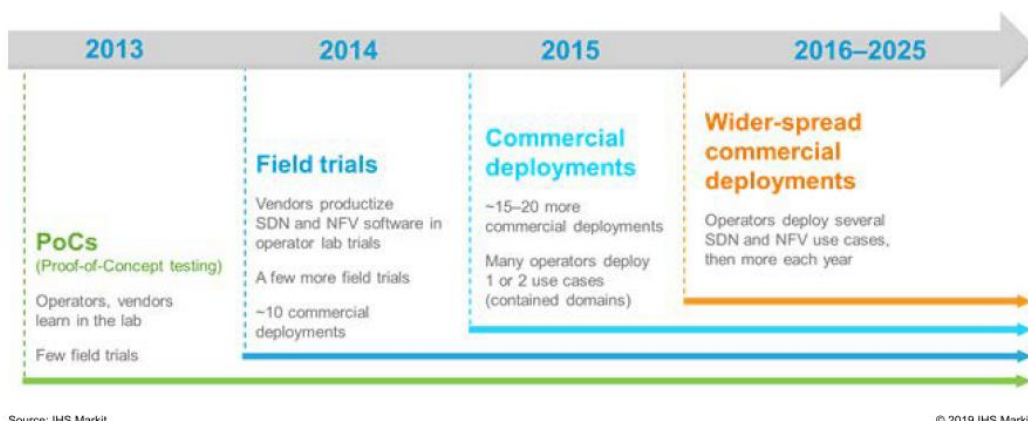 2013
2014
2015
2016–2025
PoCs
(Proof-of-Concept testing)
Operators, vendors
learn in the lab
Few field trials
Field trials
Vendors productize
SDN and NFV software in
operator lab trials
A few more field trials
~10 commercial
deployments
Commercial
deployments
~15–20 more
commercial deployments
Many operators deploy
1 or 2 use cases
(contained domains)
Wider-spread
commercial
deployments
Operators deploy several
SDN and NFV use cases,
then more each year
Source: IHS Markit
© 2019 IHS Marki